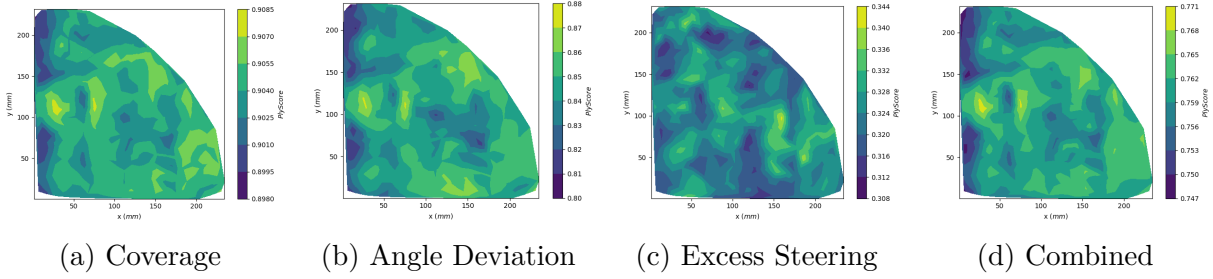 0.9085
0.9070
0.9055
0.9040
0.9025
0.9010
0.8995
0.8980
PlyScore
200
150
100
50
y (mm)
50 100 150 200
x (mm)
(a) Coverage
0.88
0.87
0.86
0.85
0.84
0.83
0.82
0.81
0.80
PlyScore
200
150
100
50
y (mm)
50 100 150 200
x (mm)
(b) Angle Deviation
0.344
0.340
0.336
0.332
0.328
0.324
0.320
0.316
0.312
0.308
PlyScore
200
150
100
50
y (mm)
50 100 150 200
x (mm)
(c) Excess Steering
0.771
0.768
0.765
0.762
0.759
0.756
0.753
0.750
0.747
PlyScore
200
150
100
50
y (mm)
50 100 150 200
x (mm)
(d) Combined